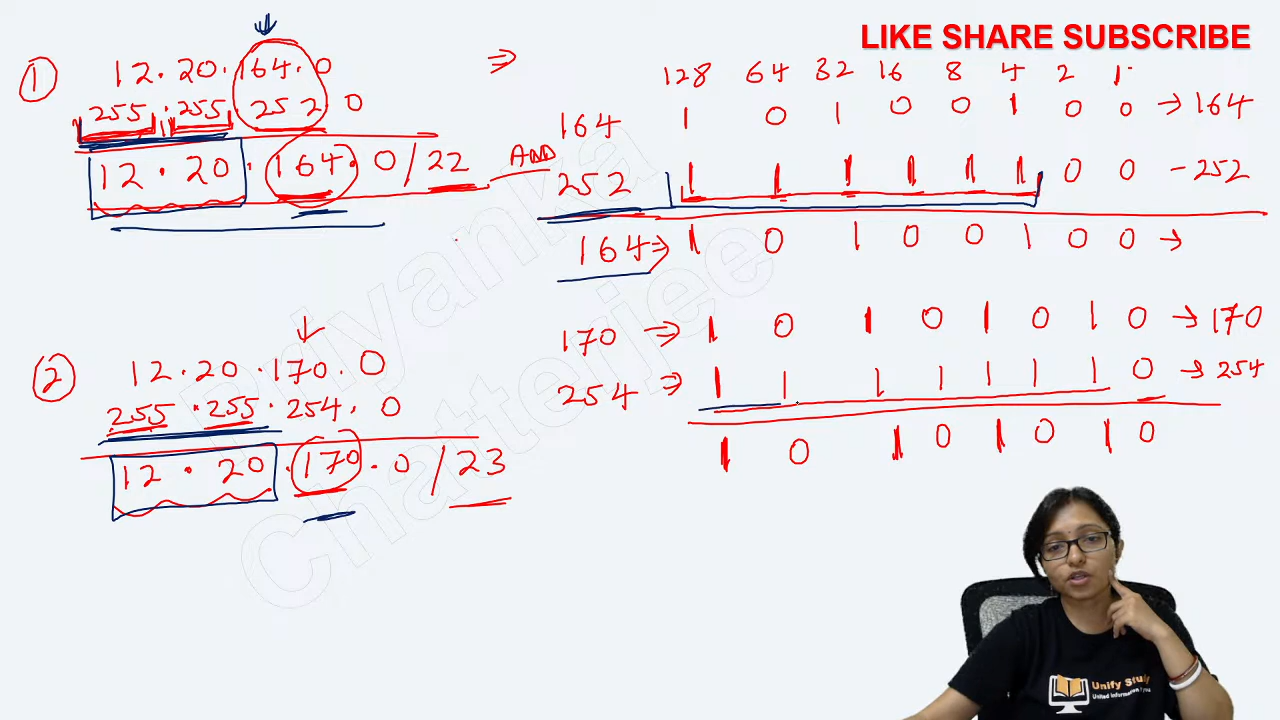 LIKE SHARE SUBSCRIBE
① 12.20.164.0 ⇒
255.255.252 0
12.20.164.0/22
128 64 32 16 8 4 2 1
164 1 0 1 0 0 1 0 0 → 164
AND
252 1 1 1 1 1 1 0 0 - 252
164 ⇒ 1 0 1 0 0 1 0 0 →
② 12.20.170.0
255.255.254.0
12.20.170.0/23
170 ⇒ 1 0 1 0 1 0 1 0 → 170
254 ⇒ 1 1 1 1 1 1 1 0 → 254
1 0 1 0 1 0 1 0
Priyanka
Chatterjee
Unify Study